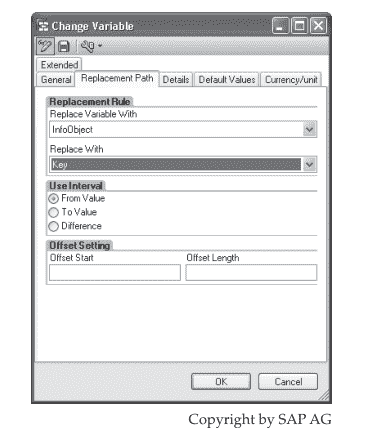 Change Variable
Extended
General Replacement Path Details Default Values Currency/unit
Replacement Rule
Replace Variable With
InfoObject
Replace With
Key
Use Interval
From Value
To Value
Difference
Offset Setting
Offset Start Offset Length
OK Cancel
Copyright by SAP AG